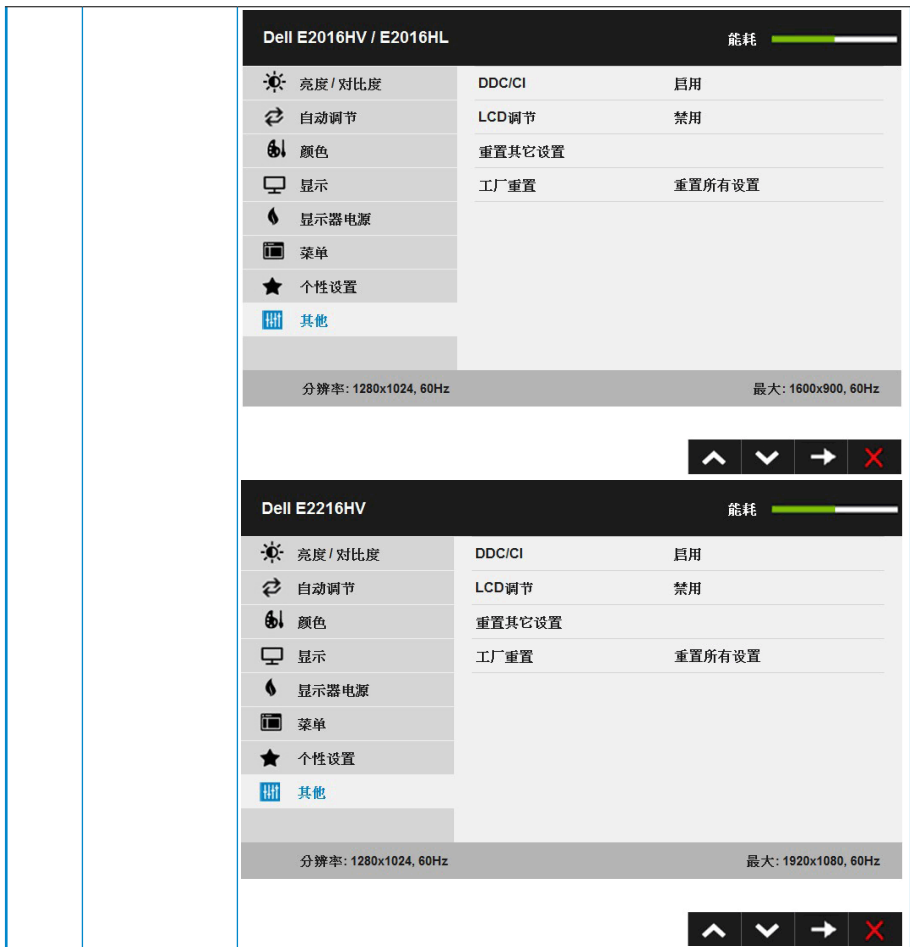 Dell E2016HV / E2016HL 能耗
亮度 / 对比度 DDC/CI 启用
自动调节 LCD调节 禁用
颜色 重置其它设置
显示 工厂重置 重置所有设置
显示器电源
菜单
个性设置
其他
分辨率: 1280x1024, 60Hz 最大: 1600x900, 60Hz
Dell E2216HV 能耗
亮度 / 对比度 DDC/CI 启用
自动调节 LCD调节 禁用
颜色 重置其它设置
显示 工厂重置 重置所有设置
显示器电源
菜单
个性设置
其他
分辨率: 1280x1024, 60Hz 最大: 1920x1080, 60Hz